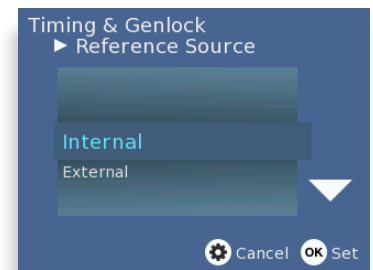 Timing & Genlock
Reference Source
Internal
External
Cancel OK Set